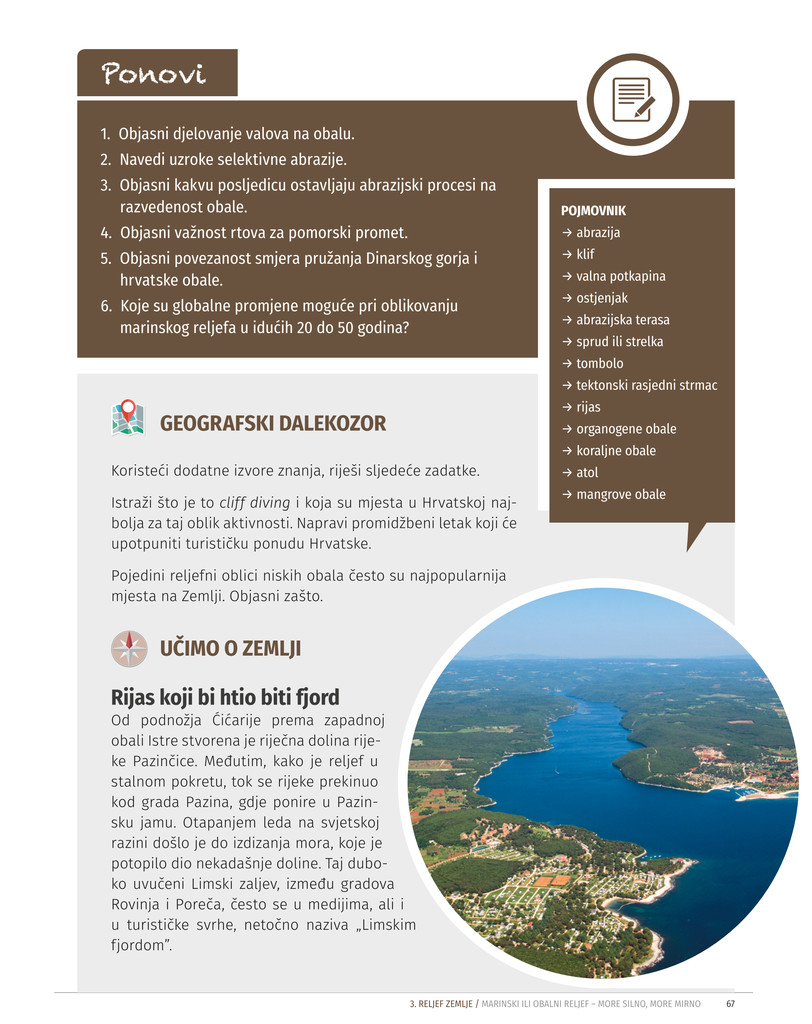 Ponovi
1. Objasni djelovanje valova na obalu.
2. Navedi uzroke selektivne abrazije.
3. Objasni kakvu posljedicu ostavljaju abrazijski procesi na
razvedenost obale.
4. Objasni važnost rtova za pomorski promet.
5. Objasni povezanost smjera pružanja Dinarskog gorja i
hrvatske obale.
6. Koje su globalne promjene moguće pri oblikovanju
marinskog reljefa u idućih 20 do 50 godina?
POJMOVNIK
→ abrazija
→ klif
→ valna potkapina
→ ostjenjak
→ abrazijska terasa
→ sprud ili strelka
→ tombolo
→ tektonski rasjedni strmac
→ rijas
→ organogene obale
→ koraljne obale
→ atol
→ mangrove obale
GEOGRAFSKI DALEKOZOR
Koristeći dodatne izvore znanja, riješi sljedeće zadatke.
Istraži što je to cliff diving i koja su mjesta u Hrvatskoj naj-
bolja za taj oblik aktivnosti. Napravi promidžbeni letak koji će
upotpuniti turističku ponudu Hrvatske.
Pojedini reljefni oblici niskih obala često su najpopularnija
mjesta na Zemlji. Objasni zašto.
UČIMO O ZEMLJI
Rijas koji bi htio biti fjord
Od podnožja Ćićarije prema zapadnoj
obali Istre stvorena je riječna dolina rije-
ke Pazinčice. Međutim, kako je reljef u
stalnom pokretu, tok se rijeke prekinuo
kod grada Pazina, gdje ponire u Pazin-
sku jamu. Otapanjem leda na svjetskoj
razini došlo je do izdizanja mora, koje je
potopilo dio nekadašnje doline. Taj dubo-
ko uvučeni Limski zaljev, između gradova
Rovinja i Poreča, često se u medijima, ali i
u turističke svrhe, netočno naziva „Limskim
fjordom”.
3. RELJEF ZEMLJE / MARINSKI ILI OBALNI RELJEF – MORE SILNO, MORE MIRNO 67